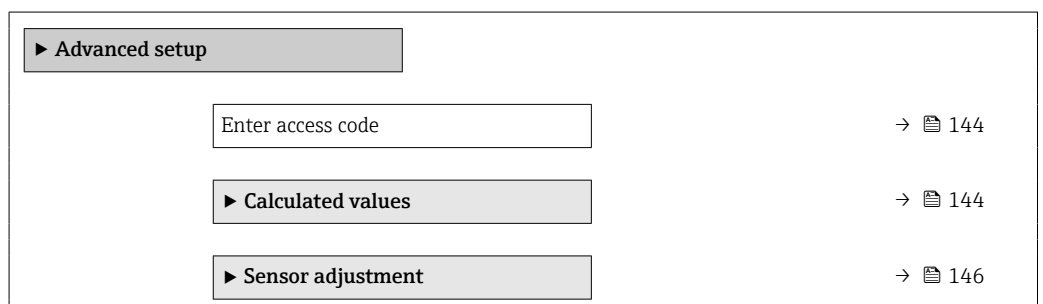 ▶ Advanced setup
Enter access code → 144
▶ Calculated values → 144
▶ Sensor adjustment → 146